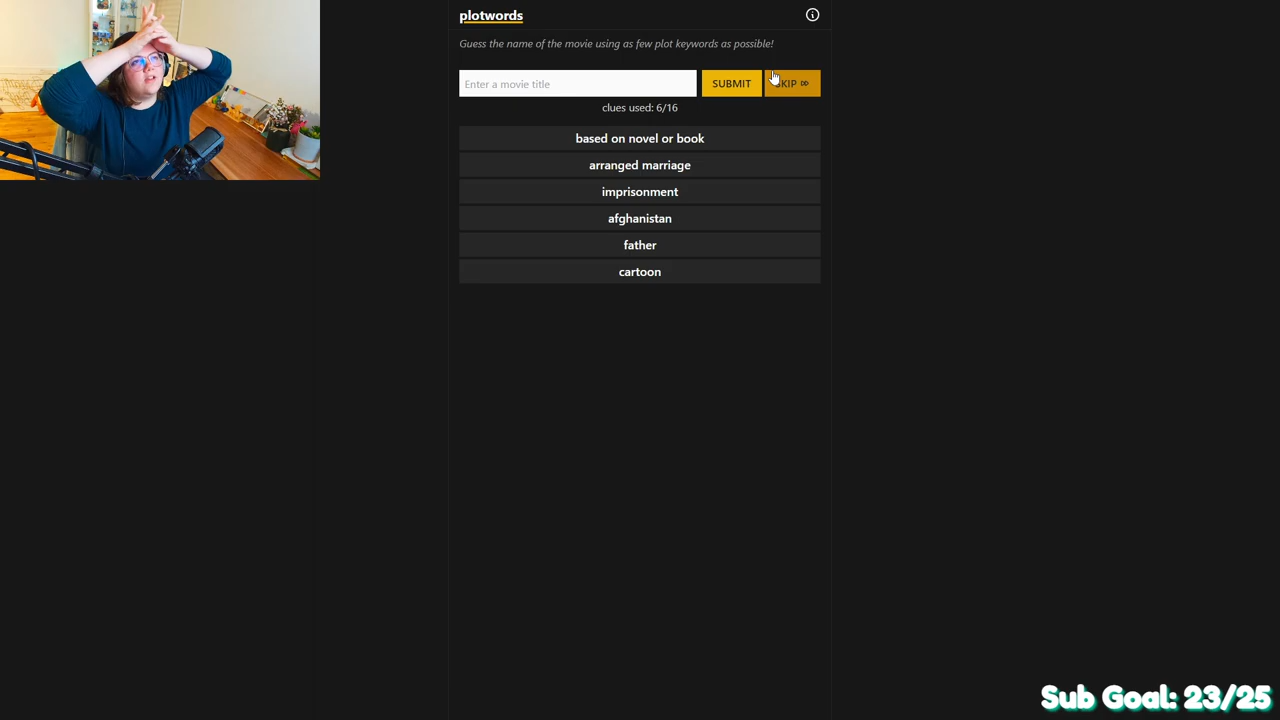 plotwords
Guess the name of the movie using as few plot keywords as possible!
Enter a movie title
SUBMIT
SKIP
clues used: 6/16
based on novel or book
arranged marriage
imprisonment
afghanistan
father
cartoon
Sub Goal: 23/25